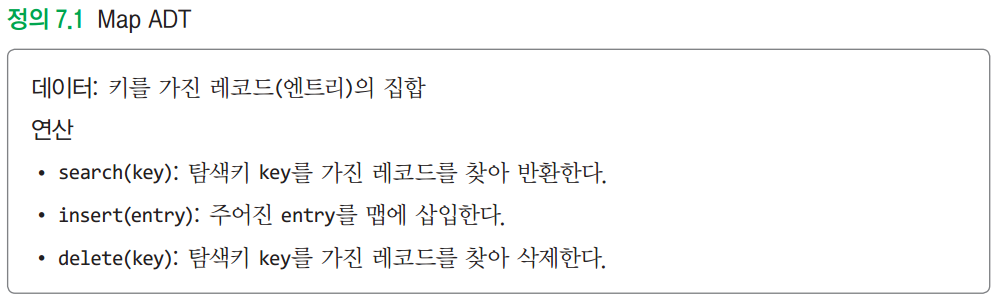 정의 7.1 Map ADT
데이터: 키를 가진 레코드(엔트리)의 집합
연산
• search(key): 탐색키 key를 가진 레코드를 찾아 반환한다.
• insert(entry): 주어진 entry를 맵에 삽입한다.
• delete(key): 탐색키 key를 가진 레코드를 찾아 삭제한다.